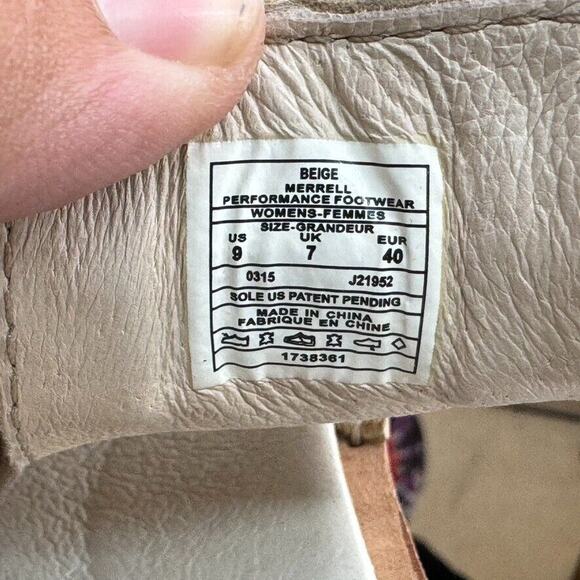 BEIGE
MERRELL
PERFORMANCE FOOTWEAR
WOMENS-FEMMES
SIZE-GRANDEUR
US UK EUR
9 7 40
0315 J21952
SOLE US PATENT PENDING
MADE IN CHINA
FABRIQUE EN CHINE
1738361